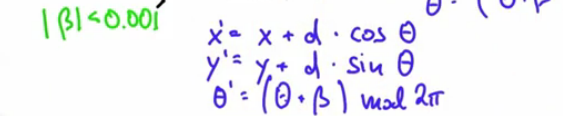 |β|<0.001
x' = x + d · cos θ
y' = y + d · sin θ
θ' = (θ + β) mod 2π